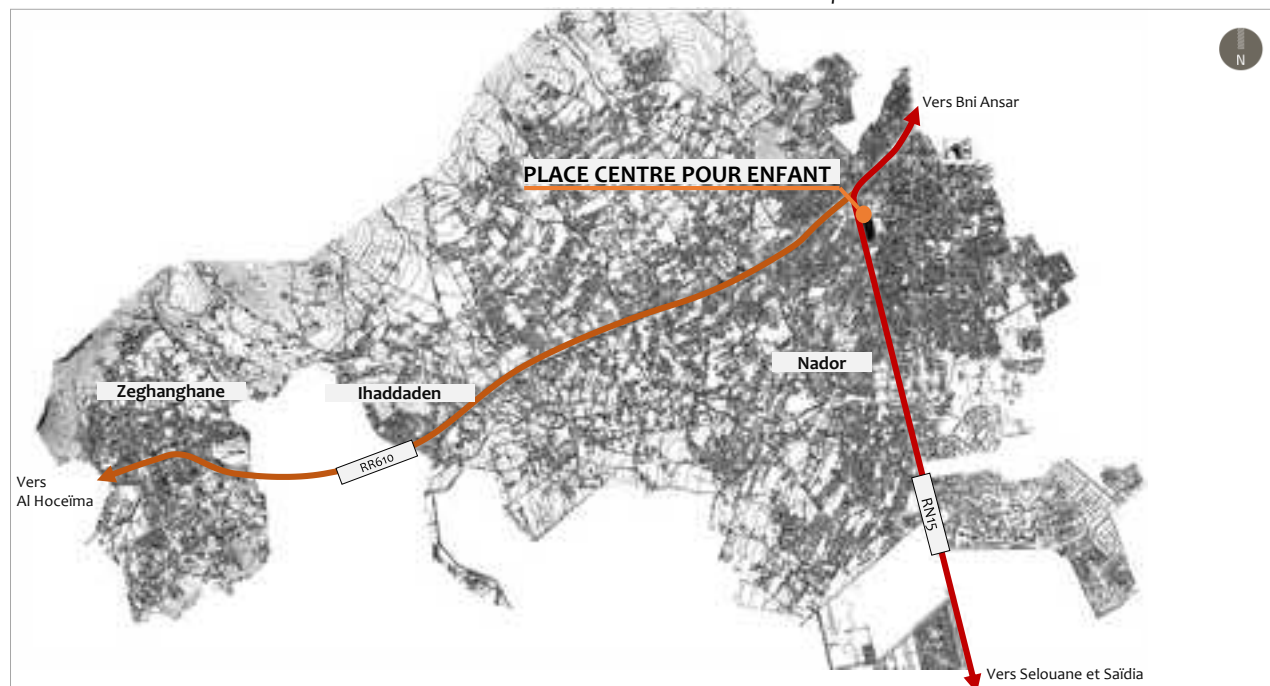 N
Vers Bni Ansar
PLACE CENTRE POUR ENFANT
Nador
Zeghanghane
Ihaddaden
RR610
Vers
Al Hoceïma
RN15
Vers Selouane et Saïdia